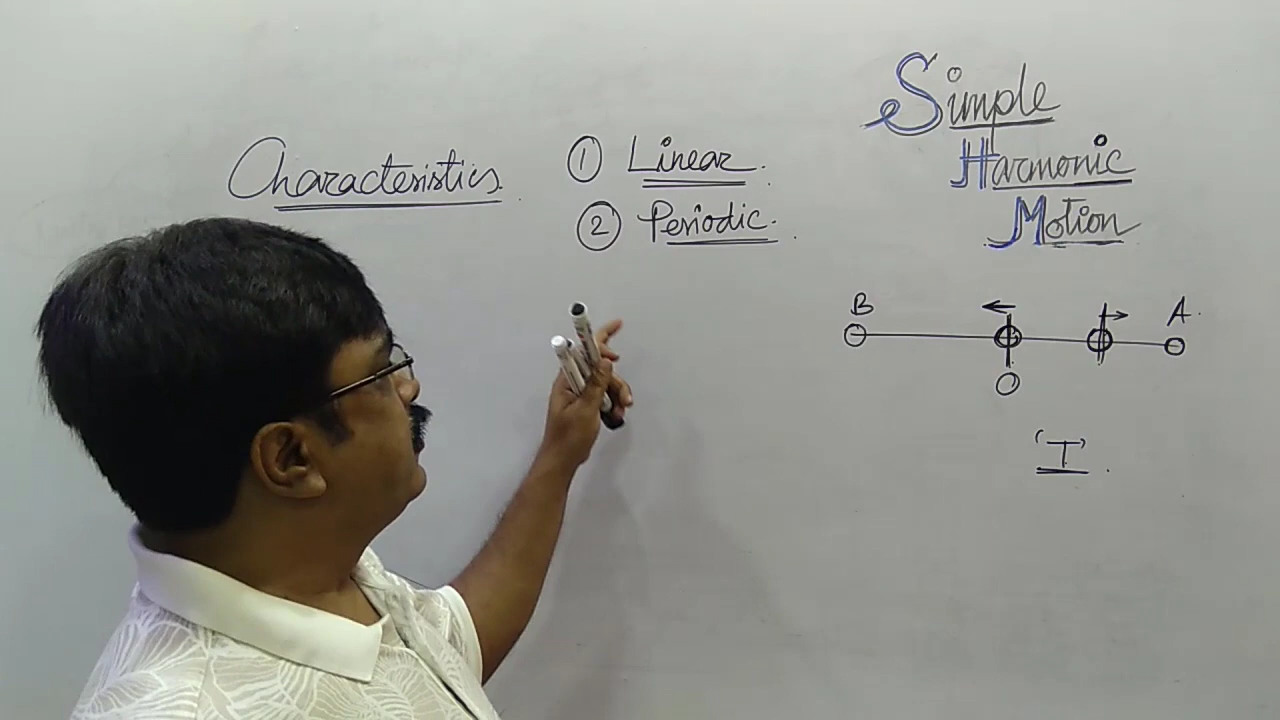 Simple
Harmonic
Motion
Characteristics.
① Linear.
② Periodic.
B
A.
O
'T'.